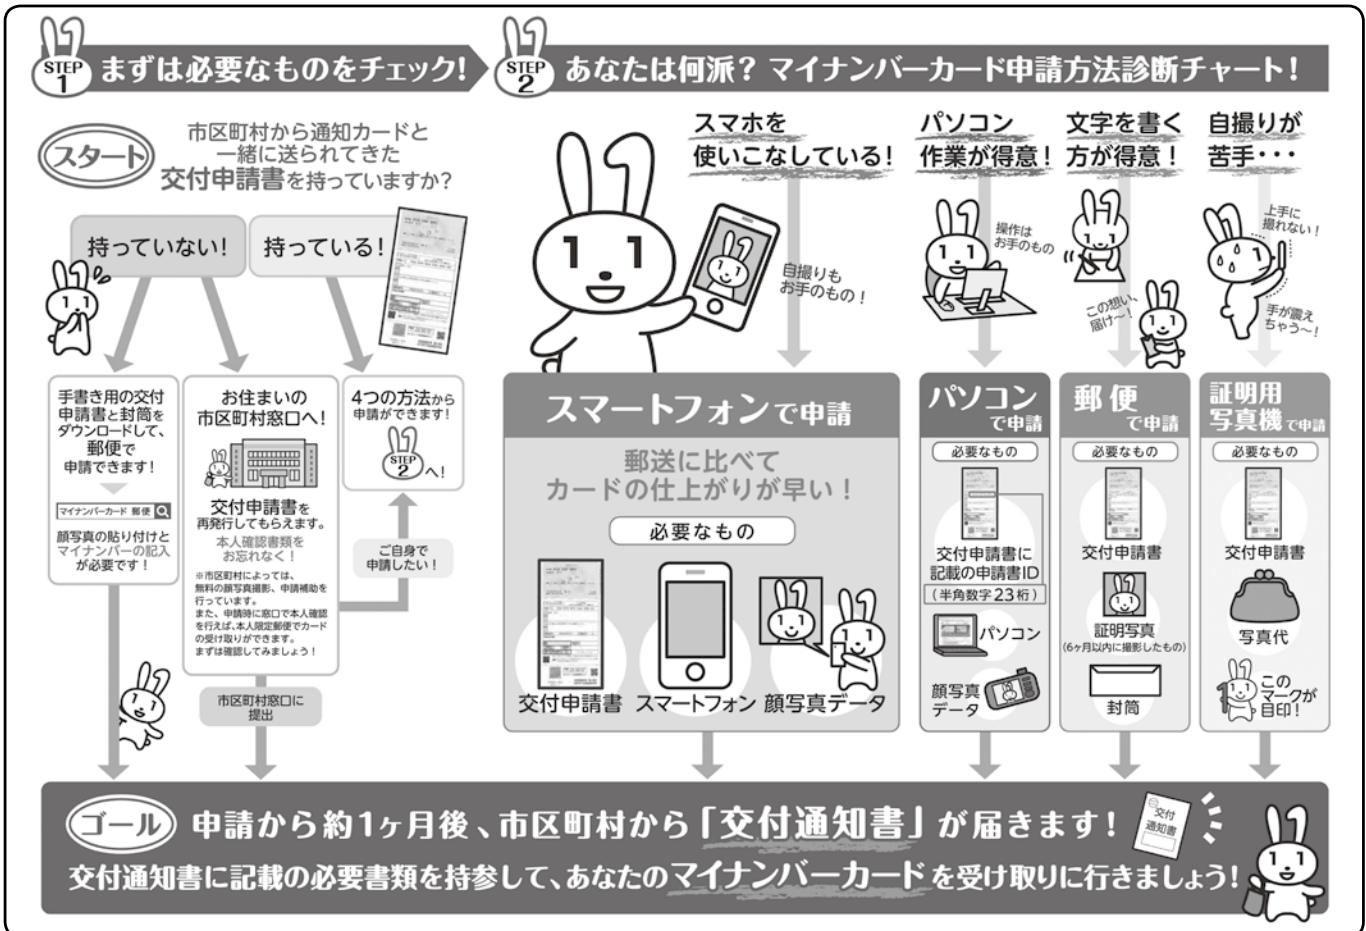 STEP
1
まずは必要なものをチェック!
スタート
市区町村から通知カードと
一緒に送られてきた
交付申請書を持っていますか?
持っていない!
持っている!
手書き用の交付
申請書と封筒を
ダウンロードして、
郵便で
申請できます!
マイナンバーカード 郵便
顔写真の貼り付けと
マイナンバーの記入
が必要です!
お住まいの
市区町村窓口へ!
交付申請書を
再発行してもらえます。
本人確認書類を
お忘れなく!
※市区町村によっては、
無料の顔写真撮影、申請補助を
行っています。
また、申請時に窓口で本人確認
を行えば、本人限定郵便でカード
の受け取りができます。
まずは確認してみましょう!
市区町村窓口に
提出
4つの方法から
申請ができます!
STEP
2
へ!
ご自身で
申請したい!
STEP
2
あなたは何派? マイナンバーカード申請方法診断チャート!
スマホを
使いこなしている!
自撮りも
お手のもの!
パソコン
作業が得意!
操作は
お手のもの
文字を書く
方が得意!
この想い、
届け〜!
自撮りが
苦手・・・
上手に
撮れない!
手が震え
ちゃう〜!
スマートフォンで申請
郵送に比べて
カードの仕上がりが早い!
必要なもの
交付申請書
スマートフォン
顔写真データ
パソコン
で申請
必要なもの
交付申請書に
記載の申請書ID
(半角数字23桁)
パソコン
顔写真
データ
郵便
で申請
必要なもの
交付申請書
証明写真
(6ヶ月以内に撮影したもの)
封筒
証明用
写真機で申請
必要なもの
交付申請書
写真代
この
マークが
目印!
ゴール
申請から約1ヶ月後、市区町村から「交付通知書」が届きます!
交付
通知書
交付通知書に記載の必要書類を持参して、あなたのマイナンバーカードを受け取りに行きましょう!